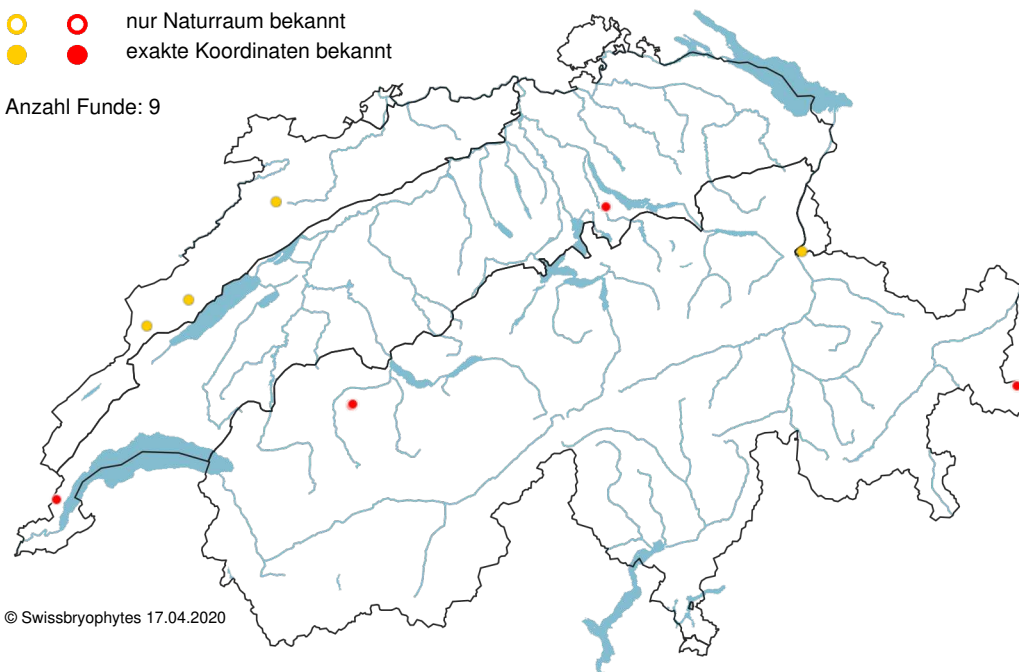 nur Naturraum bekannt
exakte Koordinaten bekannt
Anzahl Funde: 9
© Swissbryophytes 17.04.2020